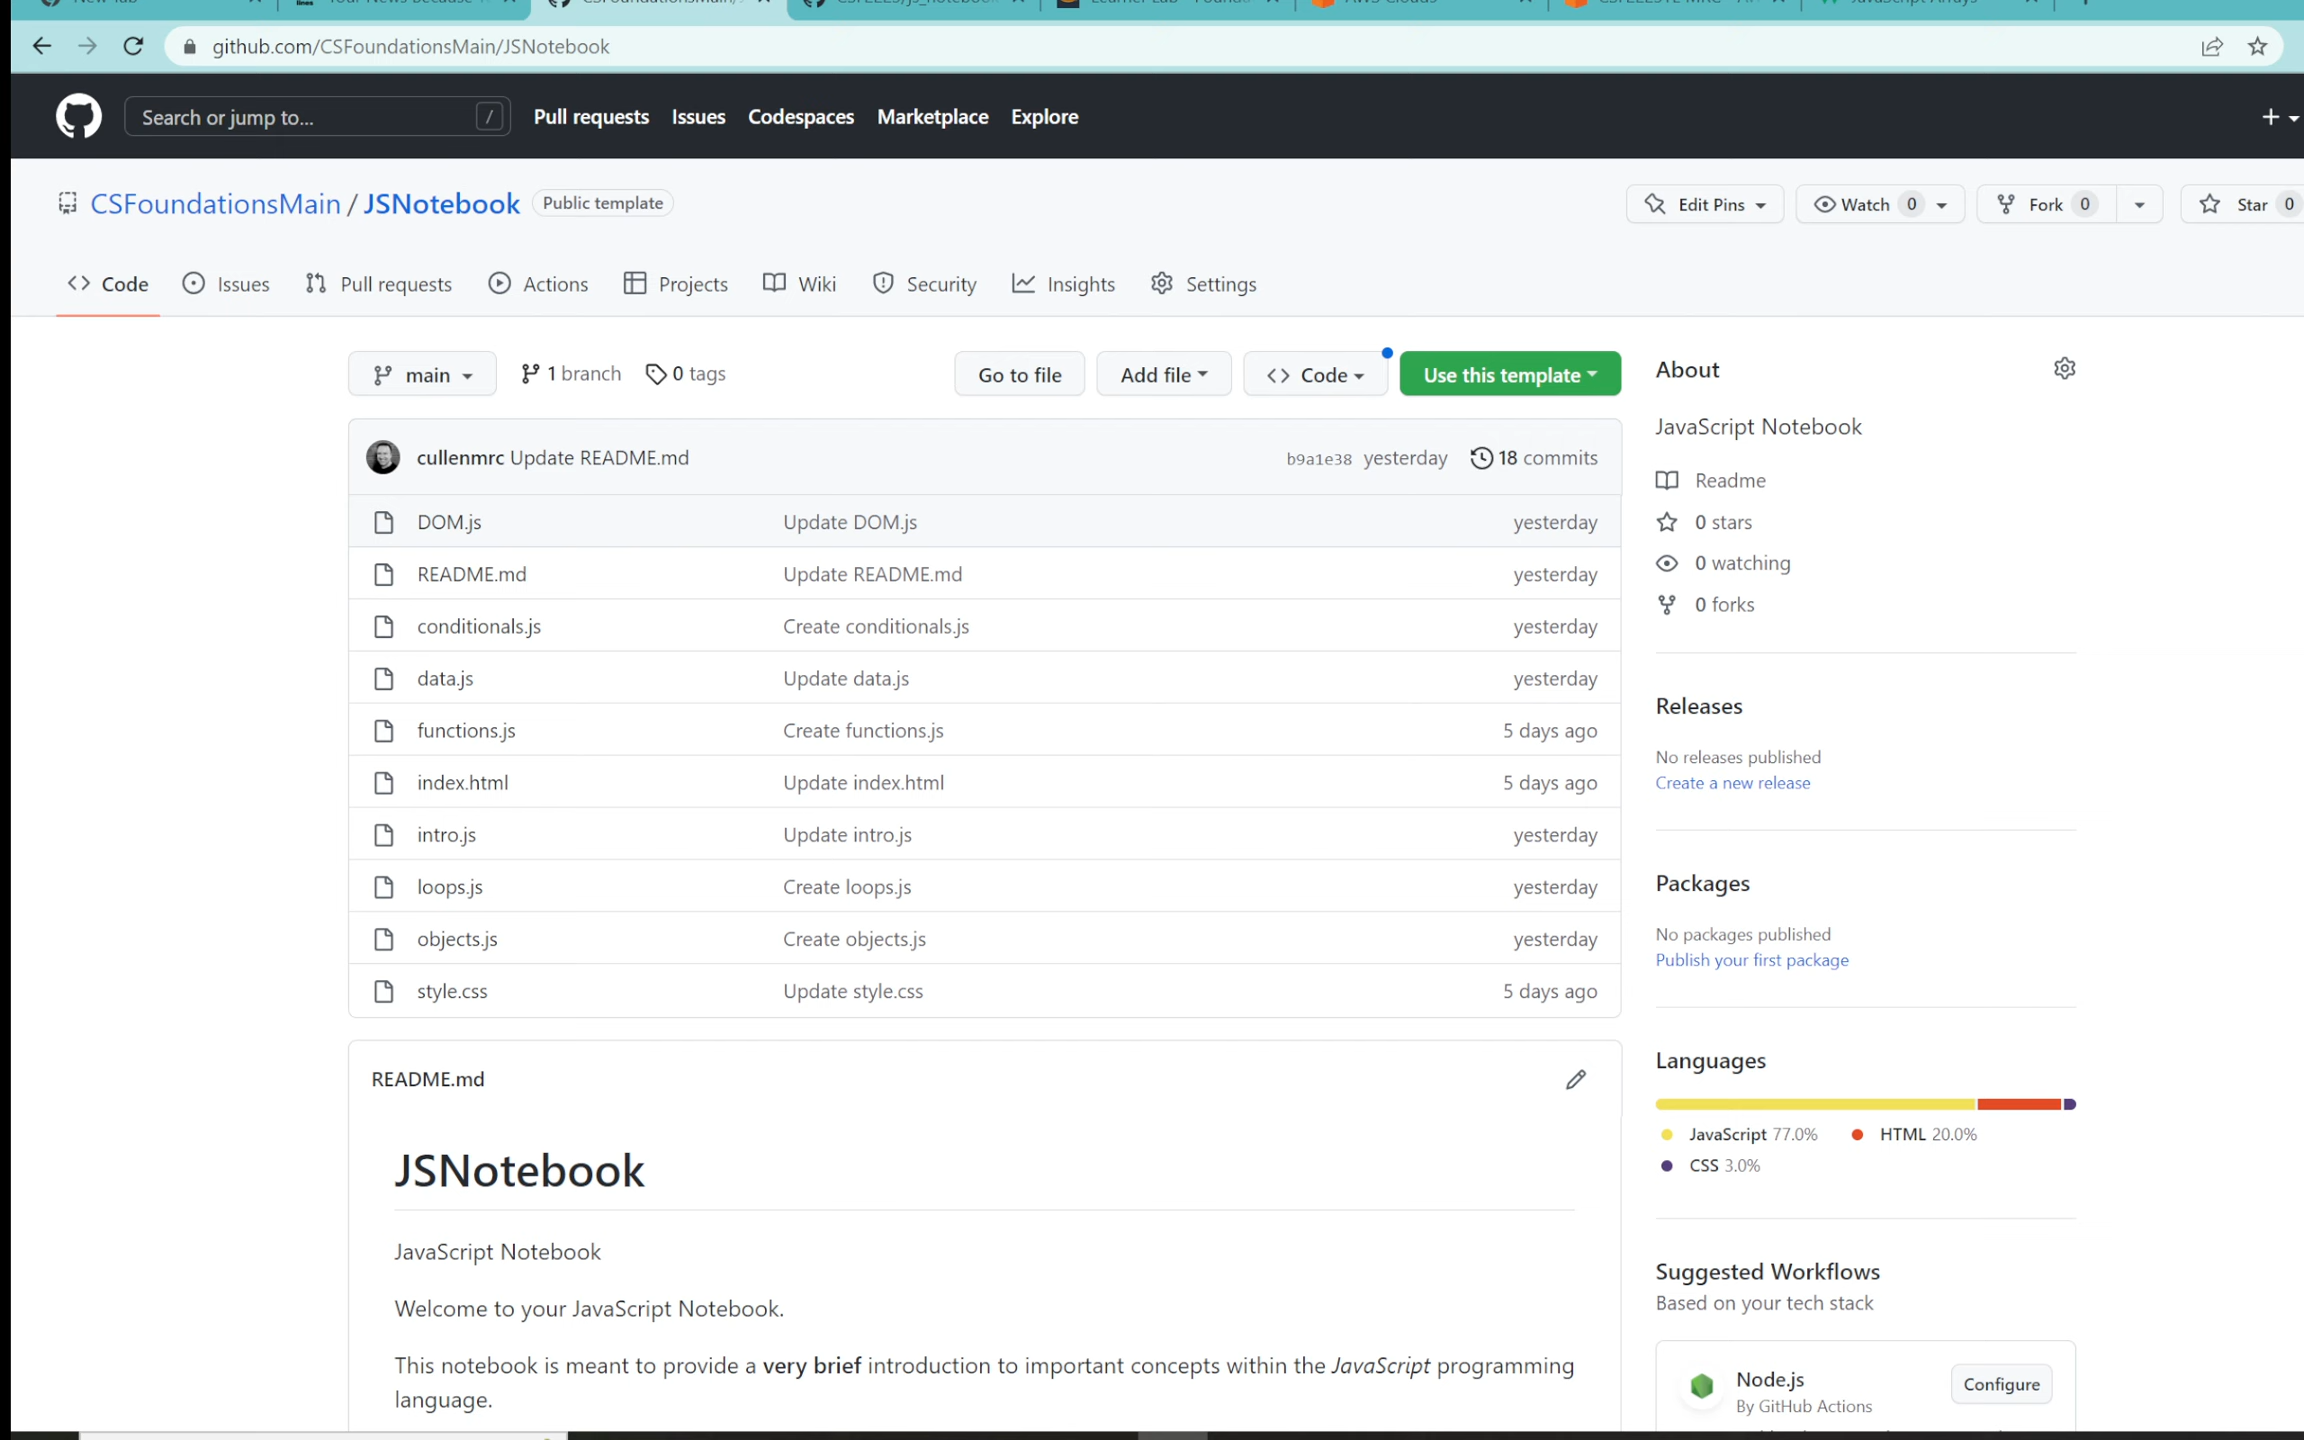 github.com/CSFoundationsMain/JSNotebook
Search or jump to... /
Pull requests Issues Codespaces Marketplace Explore
CSFoundationsMain / JSNotebook Public template
Edit Pins Watch 0 Fork 0 Star 0
Code Issues Pull requests Actions Projects Wiki Security Insights Settings
main 1 branch 0 tags Go to file Add file Code Use this template
cullenmrc Update README.md b9a1e38 yesterday 18 commits
DOM.js Update DOM.js yesterday
README.md Update README.md yesterday
conditionals.js Create conditionals.js yesterday
data.js Update data.js yesterday
functions.js Create functions.js 5 days ago
index.html Update index.html 5 days ago
intro.js Update intro.js yesterday
loops.js Create loops.js yesterday
objects.js Create objects.js yesterday
style.css Update style.css 5 days ago
README.md
JSNotebook
JavaScript Notebook
Welcome to your JavaScript Notebook.
This notebook is meant to provide a very brief introduction to important concepts within the JavaScript programming
language.
About
JavaScript Notebook
Readme
0 stars
0 watching
0 forks
Releases
No releases published
Create a new release
Packages
No packages published
Publish your first package
Languages
JavaScript 77.0% HTML 20.0%
CSS 3.0%
Suggested Workflows
Based on your tech stack
Node.js
By GitHub Actions
Configure